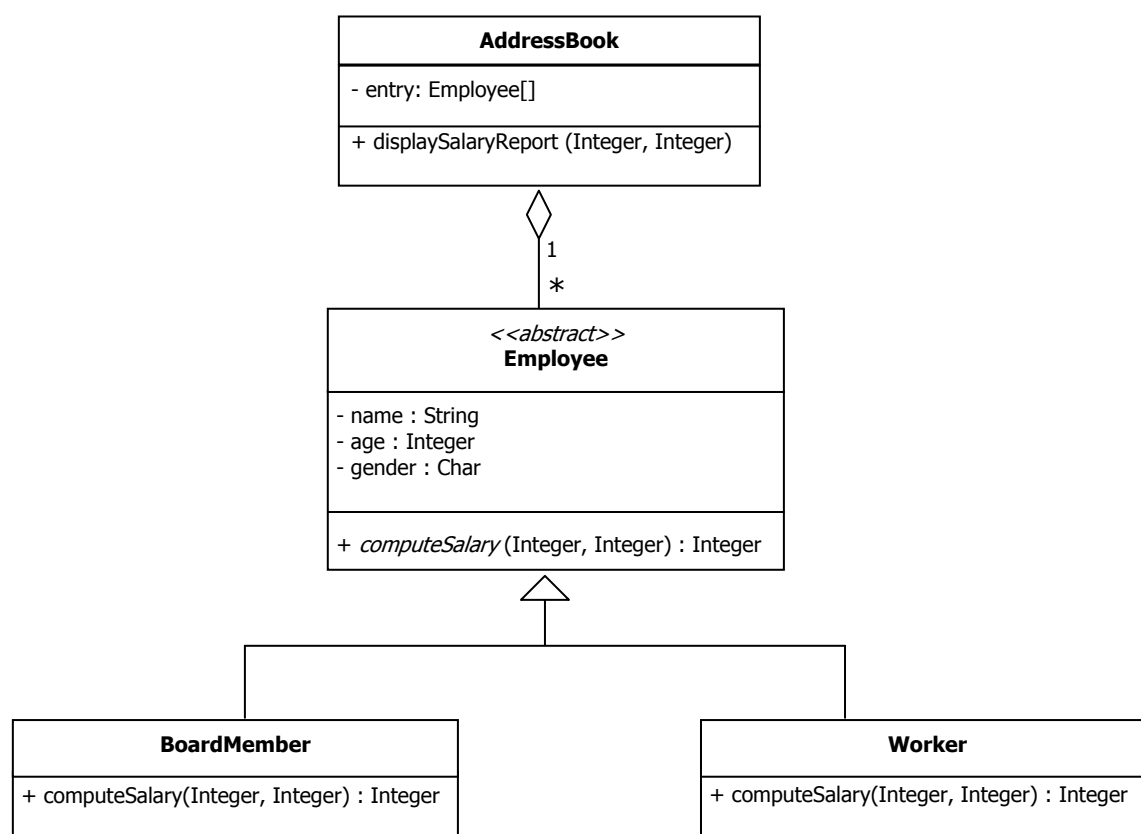 AddressBook
- entry: Employee[]
+ displaySalaryReport (Integer, Integer)
1
*
<<abstract>>
Employee
- name : String
- age : Integer
- gender : Char
+ computeSalary (Integer, Integer) : Integer
BoardMember
+ computeSalary(Integer, Integer) : Integer
Worker
+ computeSalary(Integer, Integer) : Integer